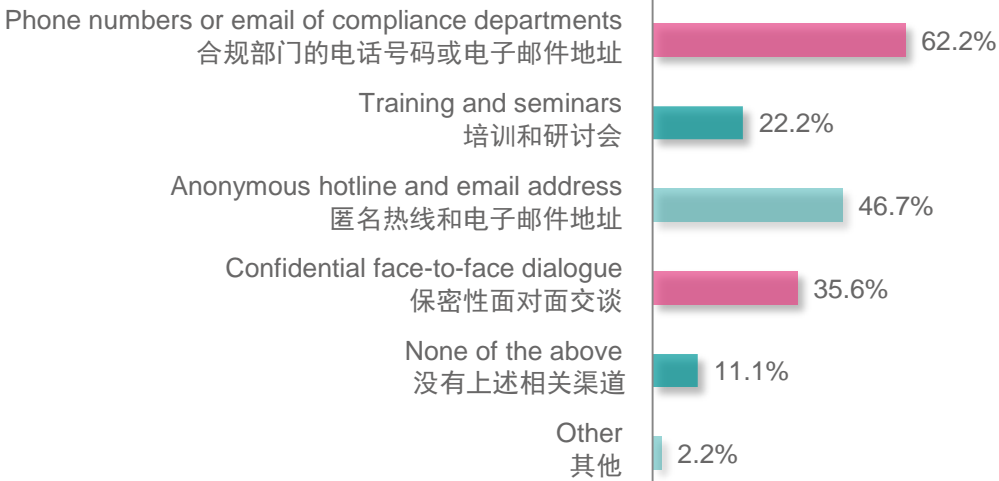 Phone numbers or email of compliance departments
合规部门的电话号码或电子邮件地址
62.2%
Training and seminars
培训和研讨会
22.2%
Anonymous hotline and email address
匿名热线和电子邮件地址
46.7%
Confidential face-to-face dialogue
保密性面对面交谈
35.6%
None of the above
没有上述相关渠道
11.1%
Other
其他
2.2%